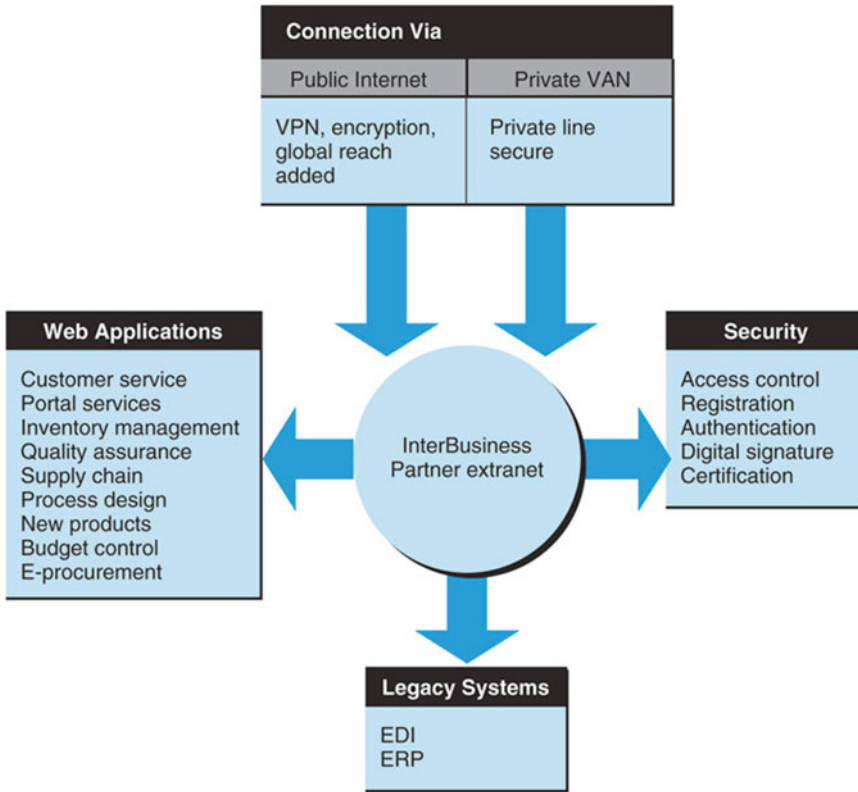 Connection Via
Public Internet
Private VAN
VPN, encryption,
global reach
added
Private line
secure
Web Applications
Customer service
Portal services
Inventory management
Quality assurance
Supply chain
Process design
New products
Budget control
E-procurement
InterBusiness
Partner extranet
Security
Access control
Registration
Authentication
Digital signature
Certification
Legacy Systems
EDI
ERP